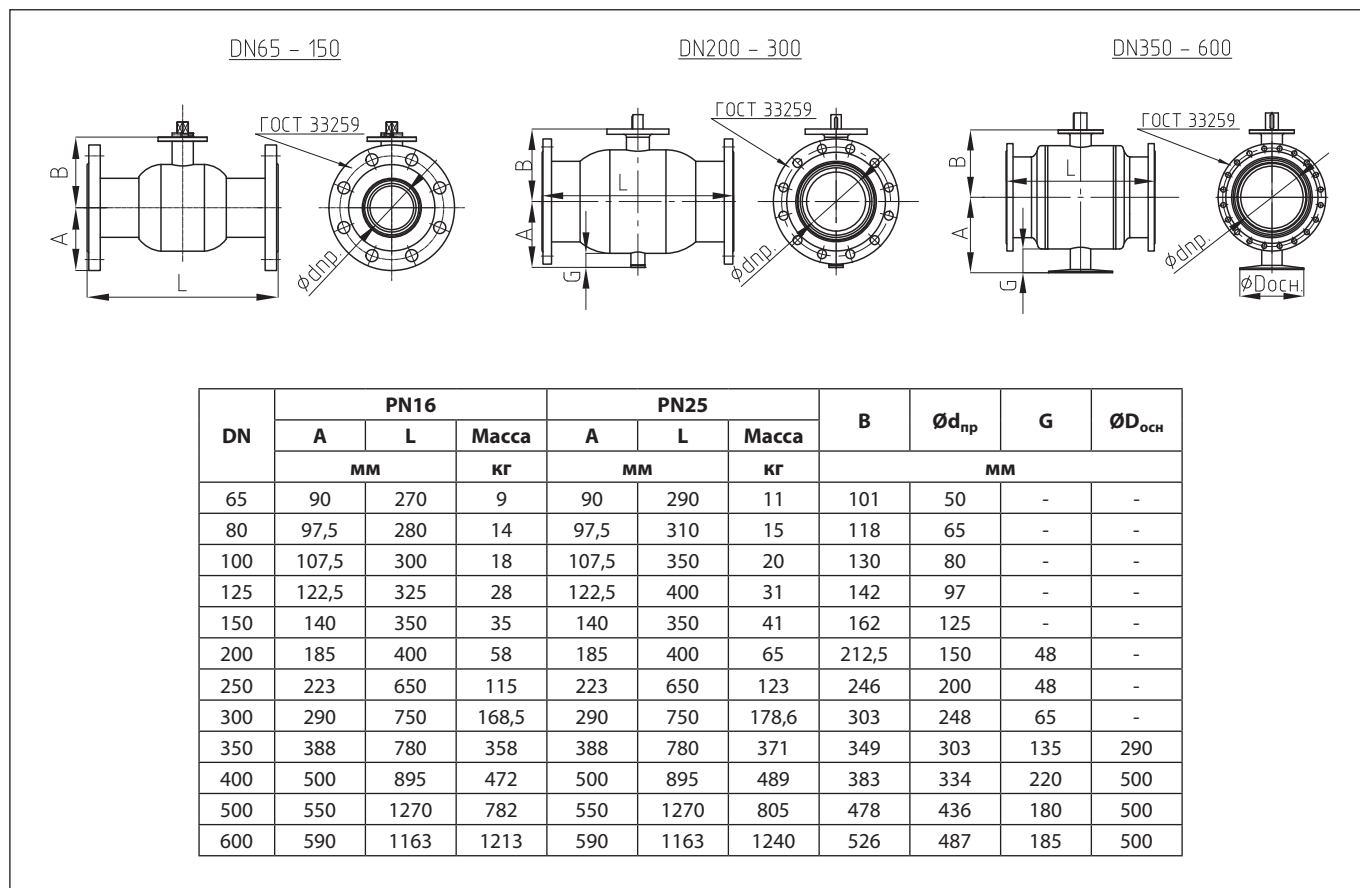 DN65 – 150
DN200 – 300
DN350 – 600
ГОСТ 33259
B
A
L
Ødпр.
ГОСТ 33259
B
A
L
G
Ødпр.
ГОСТ 33259
B
A
L
G
Ødпр.
ØDосн.
DN PN16 PN25 B Ødпр G ØDосн
A L Масса A L Масса
мм кг мм кг мм
65 90 270 9 90 290 11 101 50 - -
80 97,5 280 14 97,5 310 15 118 65 - -
100 107,5 300 18 107,5 350 20 130 80 - -
125 122,5 325 28 122,5 400 31 142 97 - -
150 140 350 35 140 350 41 162 125 - -
200 185 400 58 185 400 65 212,5 150 48 -
250 223 650 115 223 650 123 246 200 48 -
300 290 750 168,5 290 750 178,6 303 248 65 -
350 388 780 358 388 780 371 349 303 135 290
400 500 895 472 500 895 489 383 334 220 500
500 550 1270 782 550 1270 805 478 436 180 500
600 590 1163 1213 590 1163 1240 526 487 185 500